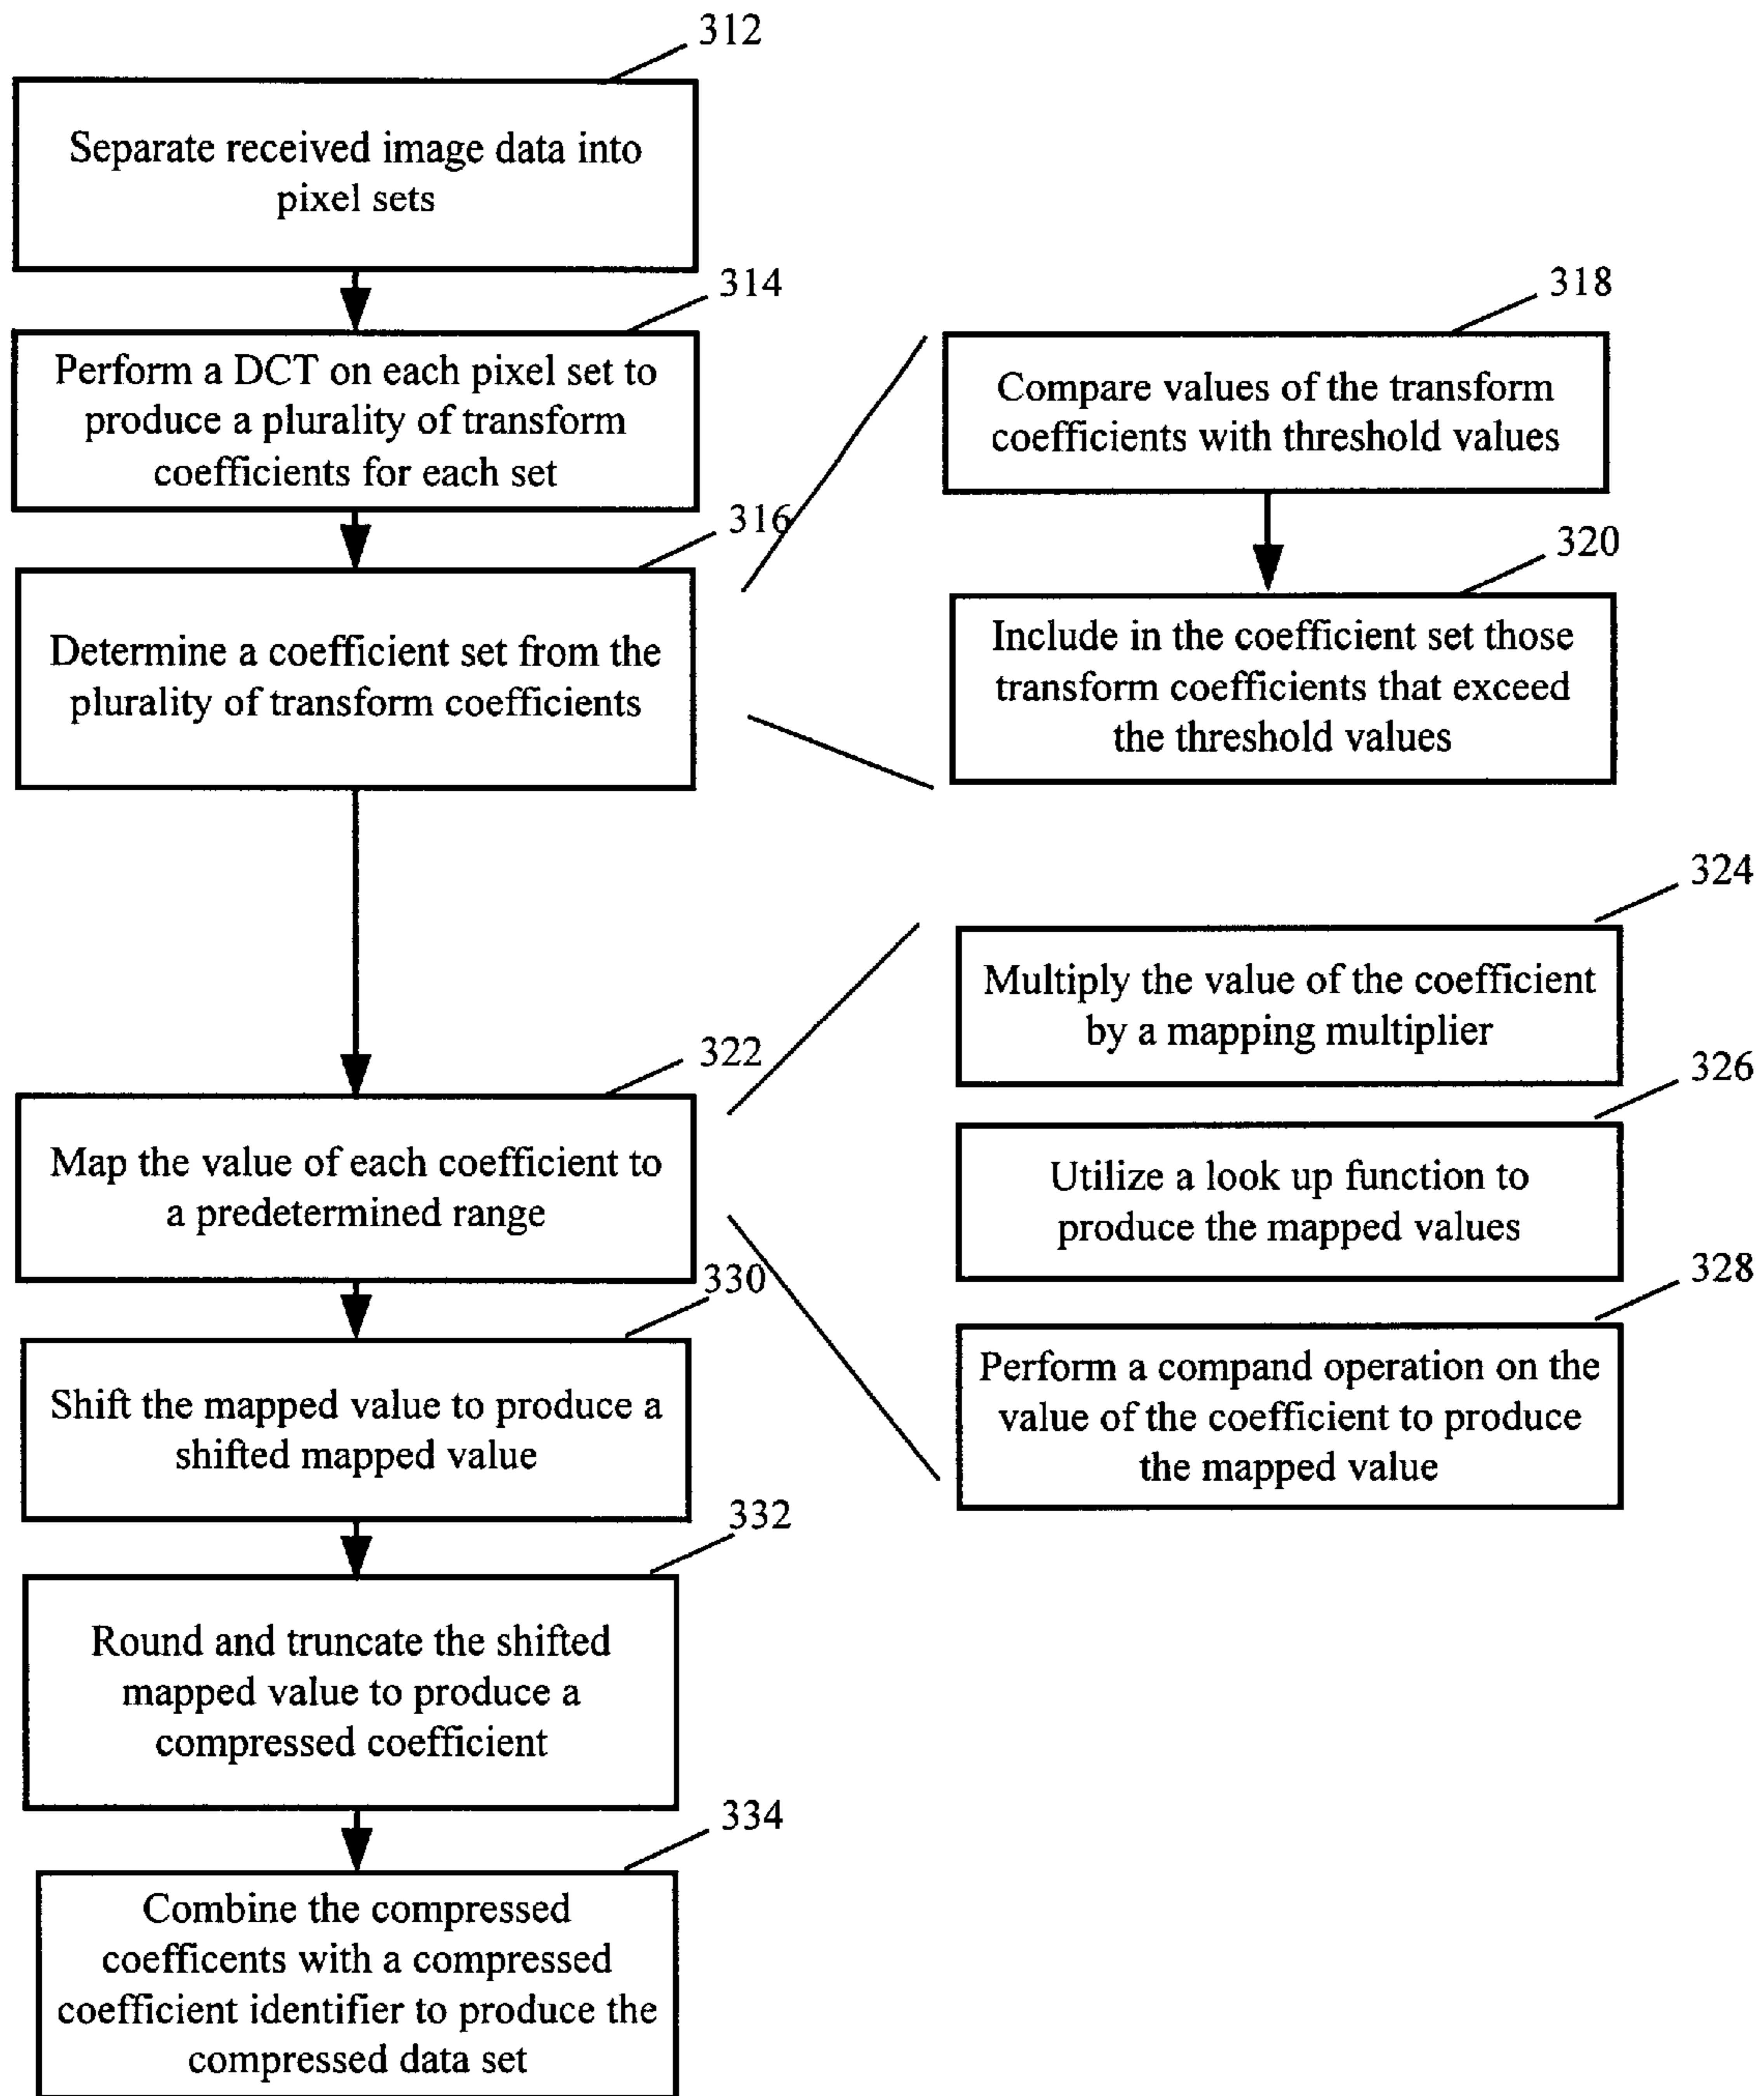 312
Separate received image data into
pixel sets
314
Perform a DCT on each pixel set to
produce a plurality of transform
coefficients for each set
316
Determine a coefficient set from the
plurality of transform coefficients
318
Compare values of the transform
coefficients with threshold values
320
Include in the coefficient set those
transform coefficients that exceed
the threshold values
322
Map the value of each coefficient to
a predetermined range
324
Multiply the value of the coefficient
by a mapping multiplier
326
Utilize a look up function to
produce the mapped values
328
Perform a compand operation on the
value of the coefficient to produce
the mapped value
330
Shift the mapped value to produce a
shifted mapped value
332
Round and truncate the shifted
mapped value to produce a
compressed coefficient
334
Combine the compressed
coefficents with a compressed
coefficient identifier to produce the
compressed data set